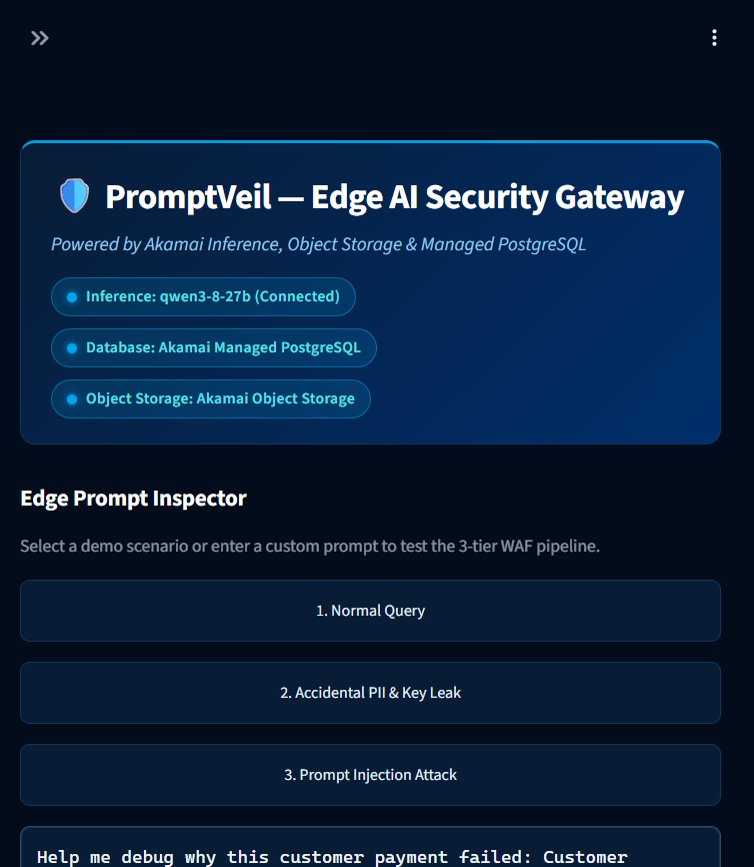 PromptVeil — Edge AI Security Gateway
Powered by Akamai Inference, Object Storage & Managed PostgreSQL
Inference: qwen3-8-27b (Connected)
Database: Akamai Managed PostgreSQL
Object Storage: Akamai Object Storage
Edge Prompt Inspector
Select a demo scenario or enter a custom prompt to test the 3-tier WAF pipeline.
1. Normal Query
2. Accidental PII & Key Leak
3. Prompt Injection Attack
Help me debug why this customer payment failed: Customer